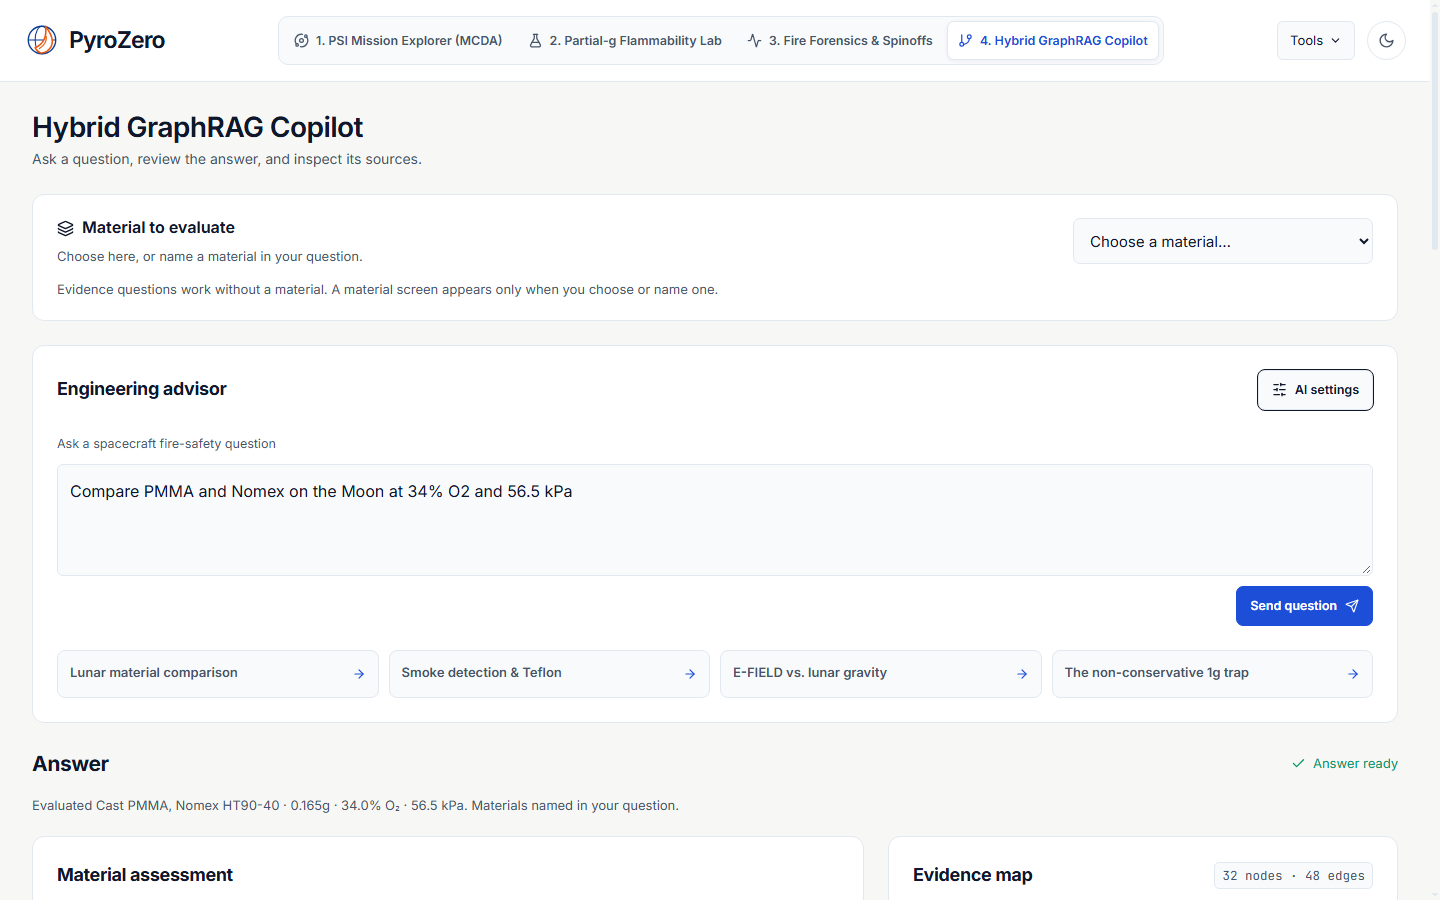 PyroZero
1. PSI Mission Explorer (MCDA)
2. Partial-g Flammability Lab
3. Fire Forensics & Spinoffs
4. Hybrid GraphRAG Copilot
Tools
Hybrid GraphRAG Copilot
Ask a question, review the answer, and inspect its sources.
Material to evaluate
Choose here, or name a material in your question.
Choose a material...
Evidence questions work without a material. A material screen appears only when you choose or name one.
Engineering advisor
AI settings
Ask a spacecraft fire-safety question
Compare PMMA and Nomex on the Moon at 34% O2 and 56.5 kPa
Send question
Lunar material comparison
Smoke detection & Teflon
E-FIELD vs. lunar gravity
The non-conservative 1g trap
Answer
Answer ready
Evaluated Cast PMMA, Nomex HT90-40 · 0.165g · 34.0% O₂ · 56.5 kPa. Materials named in your question.
Material assessment
Evidence map
32 nodes · 48 edges